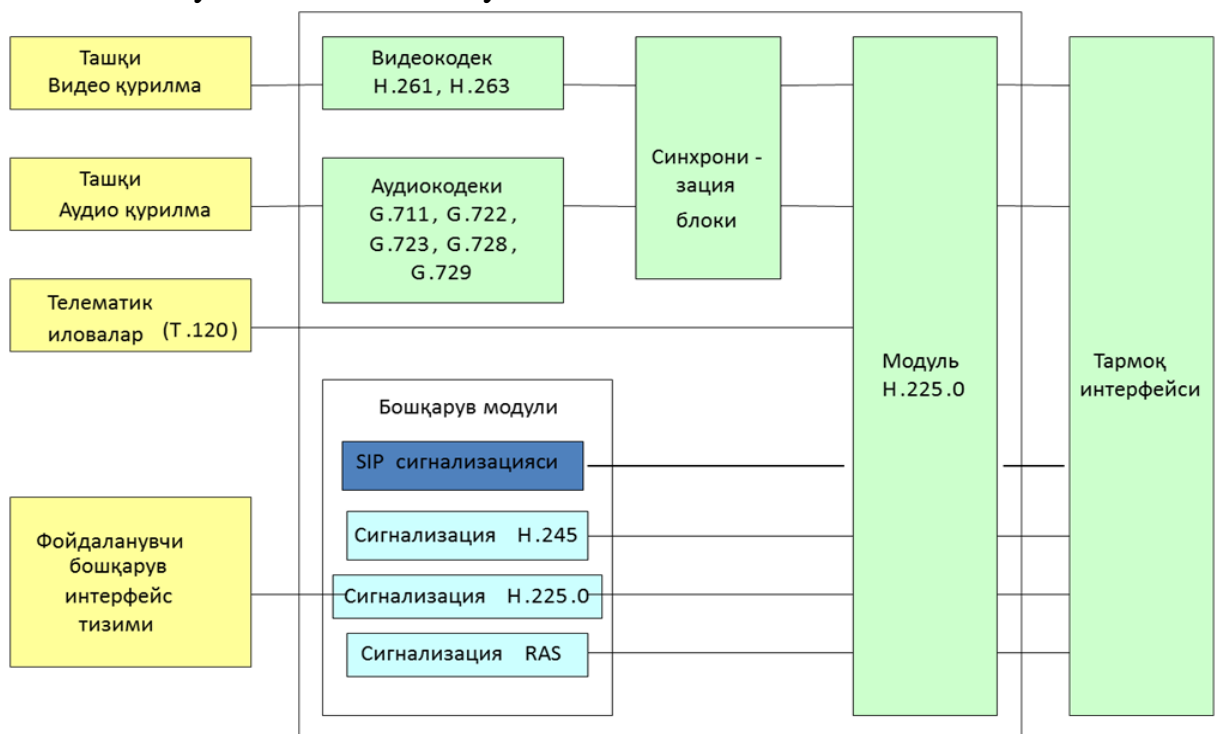 Ташқи
Видео қурилма
Видеокодек
H.261, H.263
Ташқи
Аудио қурилма
Аудиокодеки
G.711, G.722,
G.723, G.728,
G.729
Синхрони -
зация
блоки
Телематик
иловалар (T.120)
Модуль
H.225.0
Тармоқ
интерфейси
Бошқарув модули
SIP сигнализацияси
Сигнализация H.245
Сигнализация H.225.0
Сигнализация RAS
Фойдаланувчи
бошқарув
интерфейс
тизими